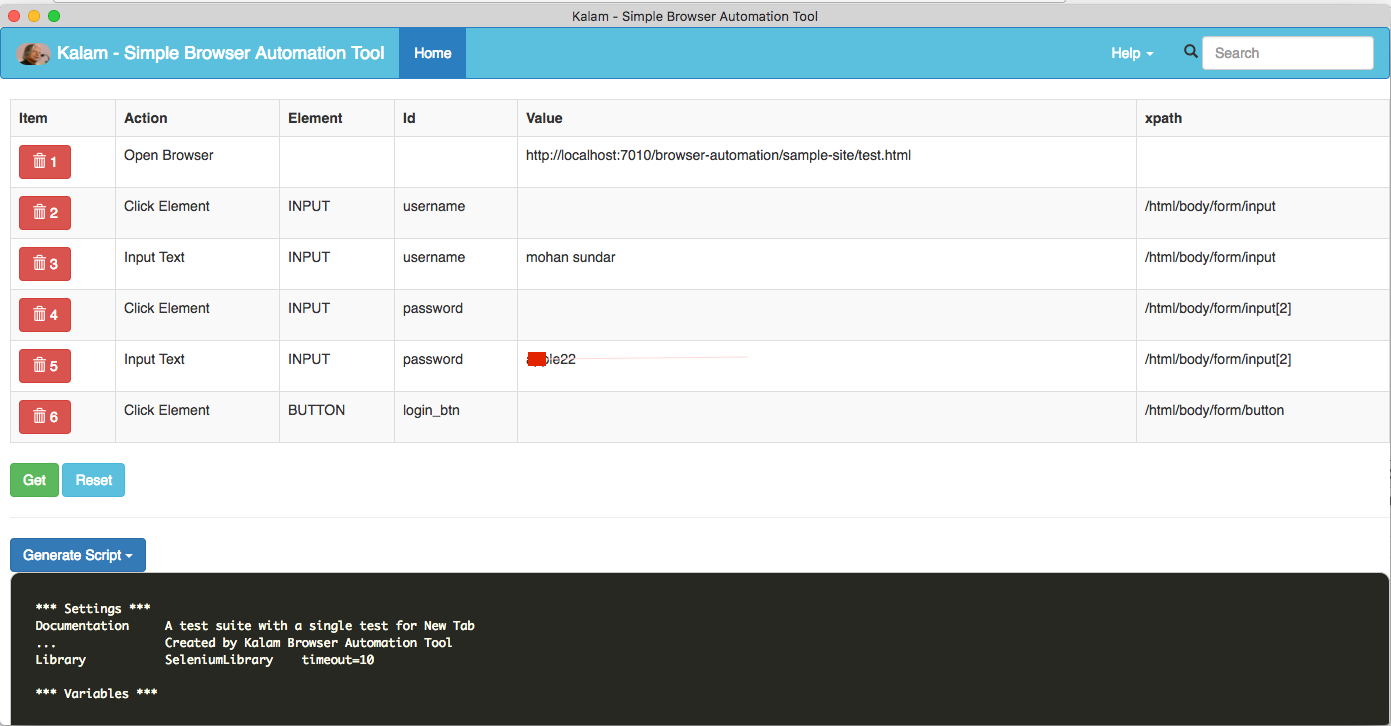 Kalam - Simple Browser Automation Tool
Kalam - Simple Browser Automation Tool Home Help Search
Item Action Element Id Value xpath
1 Open Browser http://localhost:7010/browser-automation/sample-site/test.html
2 Click Element INPUT username /html/body/form/input
3 Input Text INPUT username mohan sundar /html/body/form/input
4 Click Element INPUT password /html/body/form/input[2]
5 Input Text INPUT password /html/body/form/input[2]
6 Click Element BUTTON login_btn /html/body/form/button
Get Reset
Generate Script
*** Settings ***
Documentation A test suite with a single test for New Tab
... Created by Kalam Browser Automation Tool
Library SeleniumLibrary timeout=10
*** Variables ***